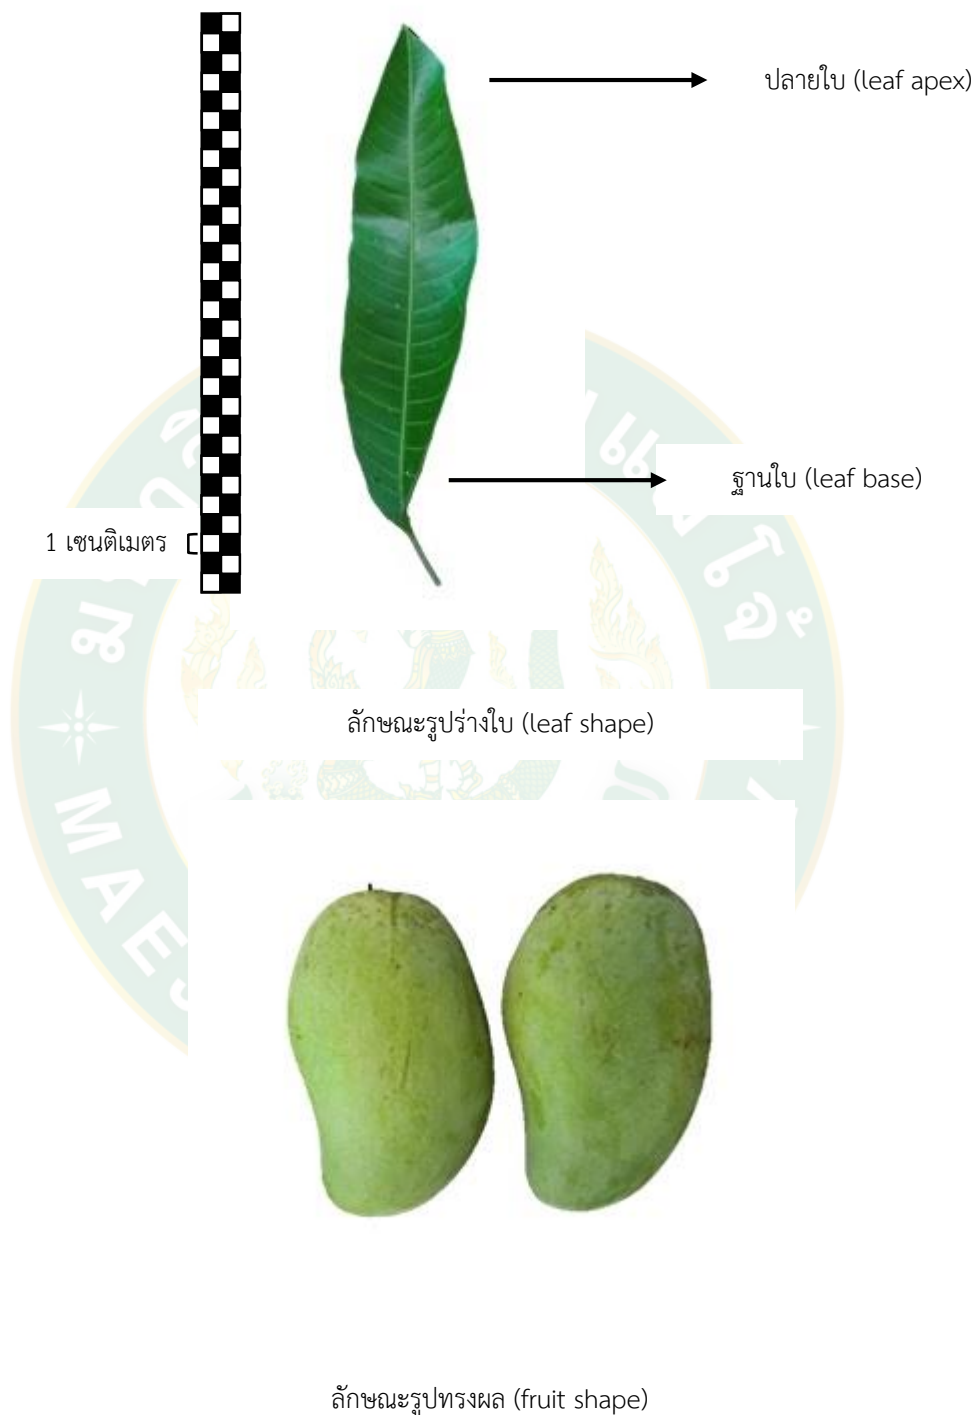 ปลายใบ (leaf apex)
ฐานใบ (leaf base)
1 เซนติเมตร
ลักษณะรูปร่างใบ (leaf shape)
ลักษณะรูปทรงผล (fruit shape)